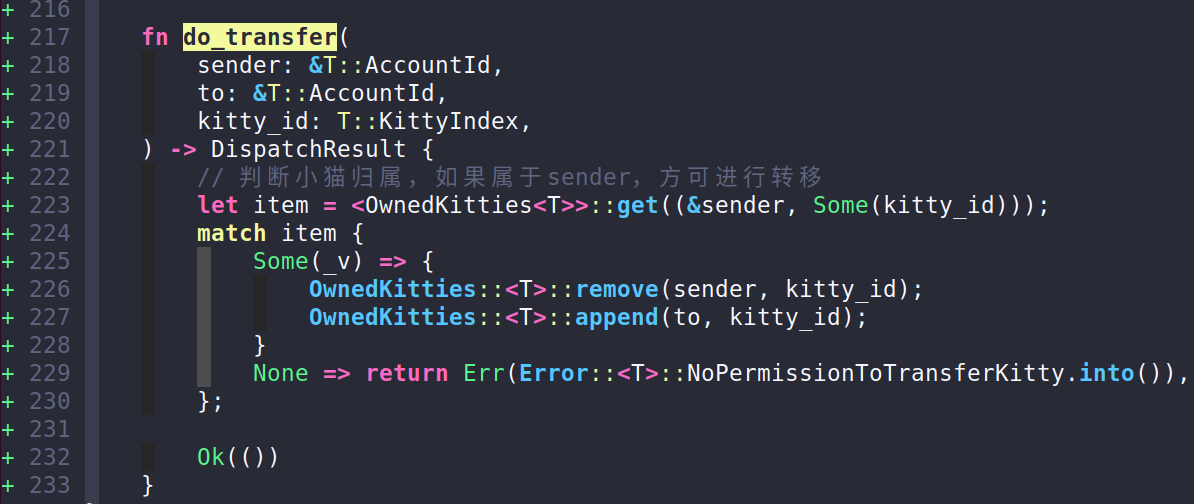 + 216
+ 217 fn do_transfer(
+ 218 sender: &T::AccountId,
+ 219 to: &T::AccountId,
+ 220 kitty_id: T::KittyIndex,
+ 221 ) -> DispatchResult {
+ 222 // 判断小猫归属，如果属于sender，方可进行转移
+ 223 let item = <OwnedKitties<T>>::get((&sender, Some(kitty_id)));
+ 224 match item {
+ 225 Some(_v) => {
+ 226 OwnedKitties::<T>::remove(sender, kitty_id);
+ 227 OwnedKitties::<T>::append(to, kitty_id);
+ 228 }
+ 229 None => return Err(Error::<T>::NoPermissionToTransferKitty.into()),
+ 230 };
+ 231
+ 232 Ok(())
+ 233 }